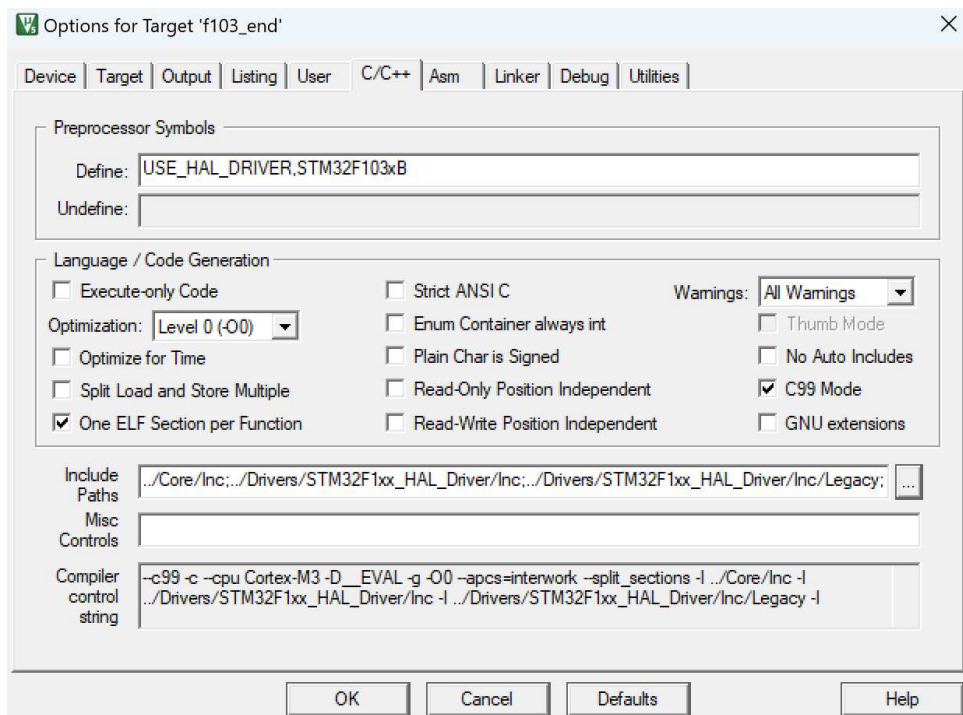 Options for Target 'f103_end'
Device Target Output Listing User C/C++ Asm Linker Debug Utilities
Preprocessor Symbols
Define: USE_HAL_DRIVER,STM32F103xB
Undefine:
Language / Code Generation
Execute-only Code Strict ANSI C Warnings: All Warnings
Optimization: Level 0 (-O0) Enum Container always int Thumb Mode
Optimize for Time Plain Char is Signed No Auto Includes
Split Load and Store Multiple Read-Only Position Independent C99 Mode
One ELF Section per Function Read-Write Position Independent GNU extensions
Include Paths ../Core/Inc;../Drivers/STM32F1xx_HAL_Driver/Inc;../Drivers/STM32F1xx_HAL_Driver/Inc/Legacy; ...
Misc Controls
Compiler control string --c99 -c --cpu Cortex-M3 -D__EVAL -g -O0 --apcs=interwork --split_sections -I ../Core/Inc -I
../Drivers/STM32F1xx_HAL_Driver/Inc -I ../Drivers/STM32F1xx_HAL_Driver/Inc/Legacy -I
OK Cancel Defaults Help